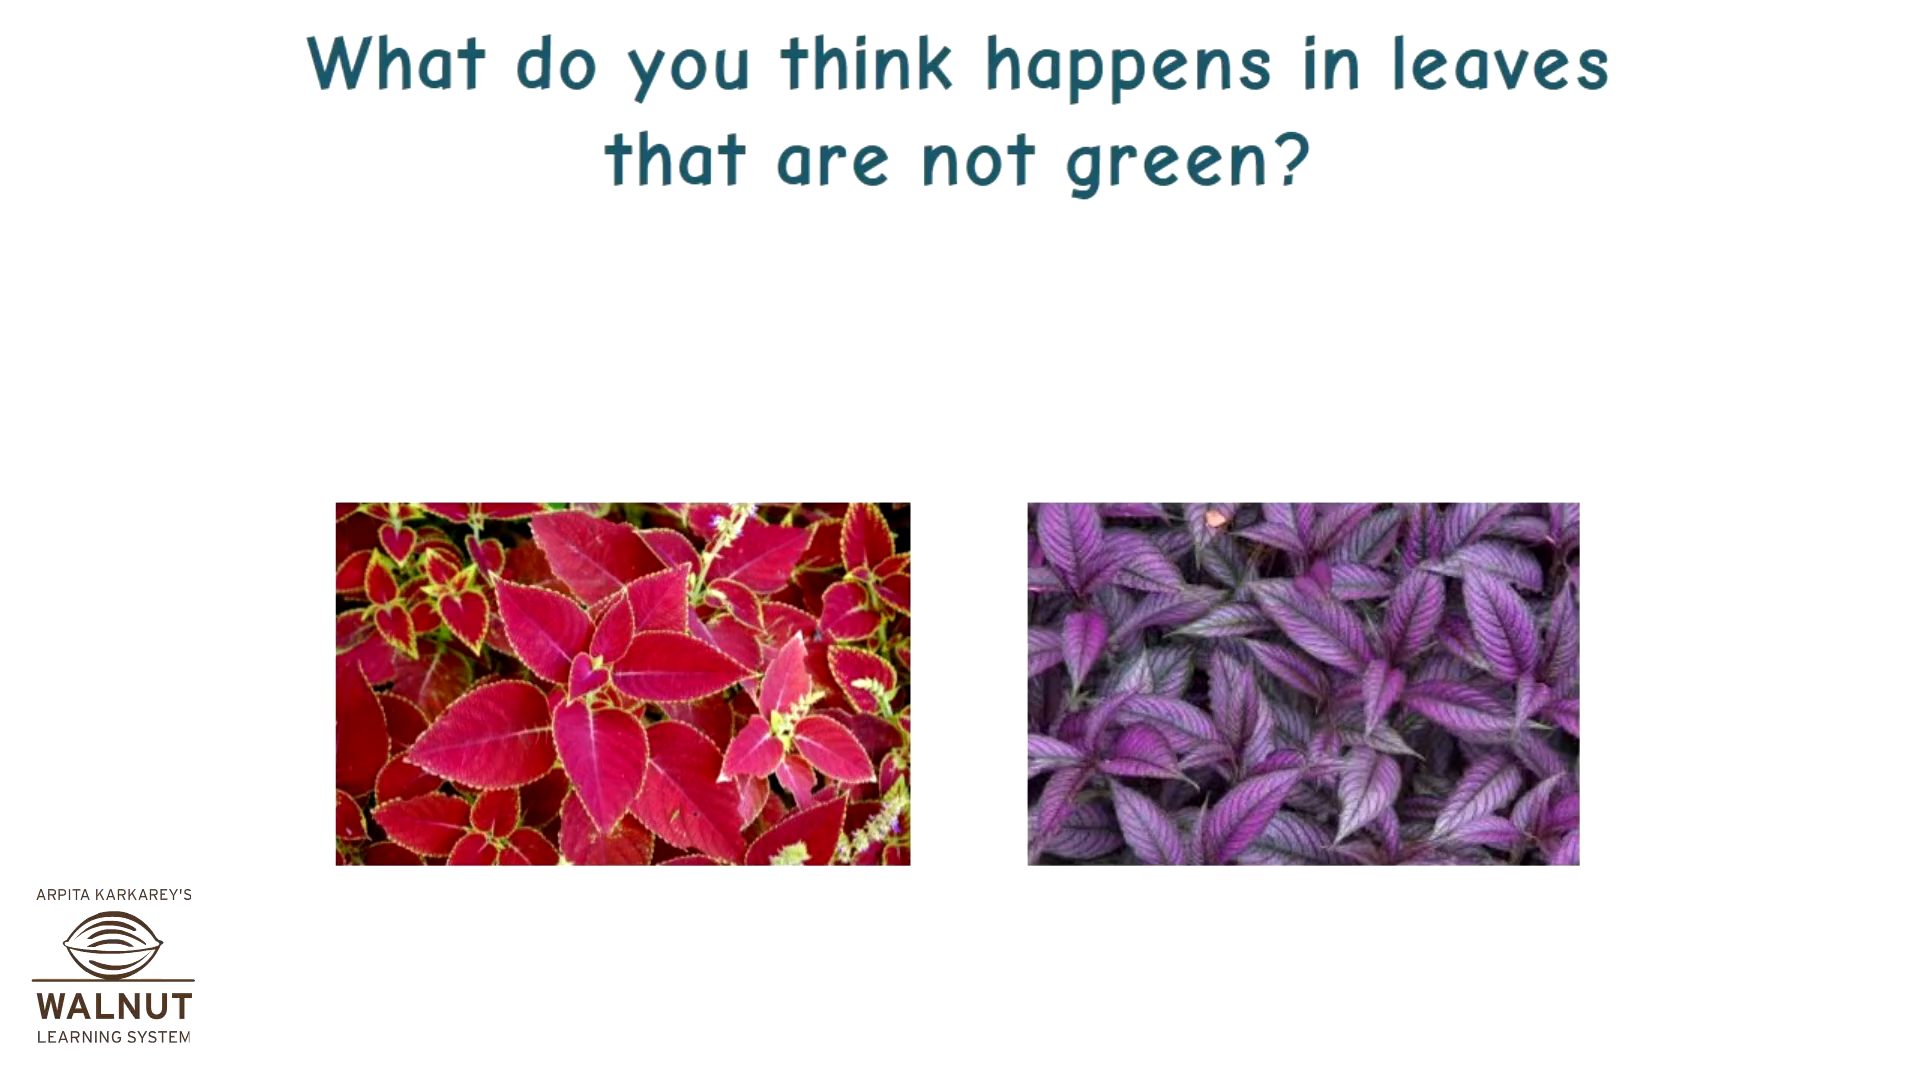 What do you think happens in leaves
that are not green?
ARPITA KARKAREY'S
WALNUT
LEARNING SYSTEM